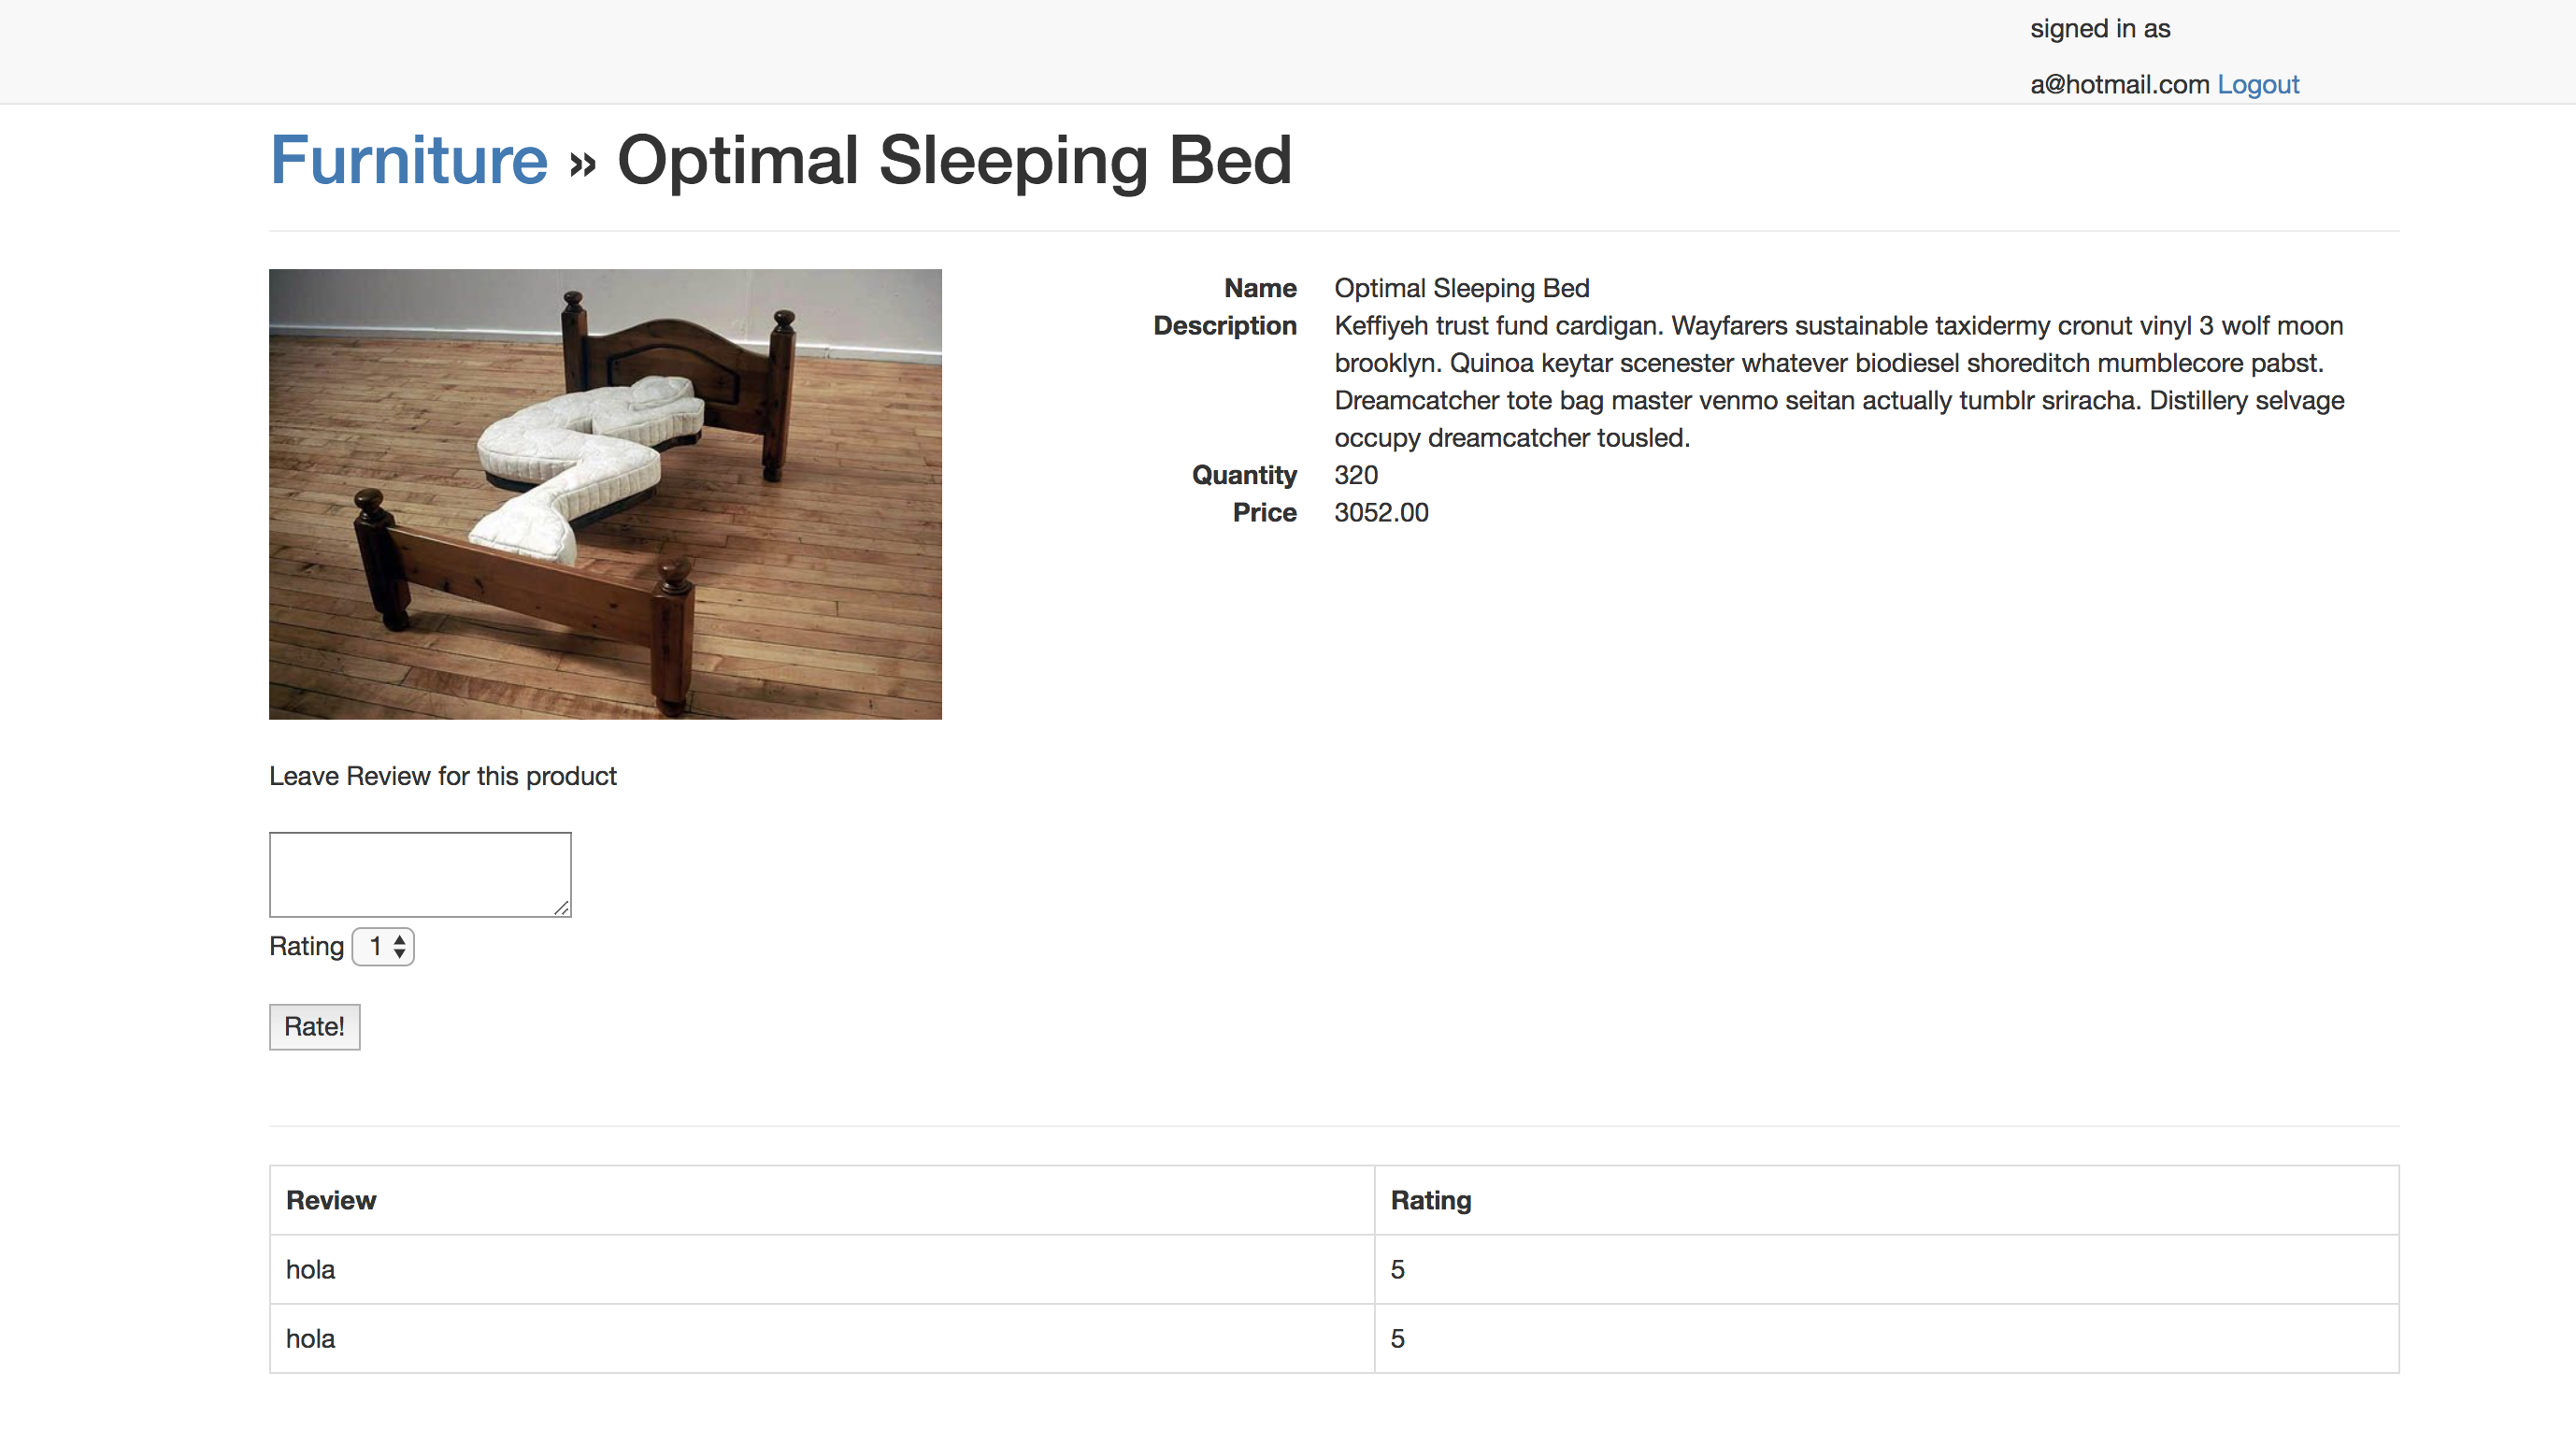 signed in as
a@hotmail.com Logout
Furniture » Optimal Sleeping Bed
Name Optimal Sleeping Bed
Description Keffiyeh trust fund cardigan. Wayfarers sustainable taxidermy cronut vinyl 3 wolf moon
brooklyn. Quinoa keytar scenester whatever biodiesel shoreditch mumblecore pabst.
Dreamcatcher tote bag master venmo seitan actually tumblr sriracha. Distillery selvage
occupy dreamcatcher tousled.
Quantity 320
Price 3052.00
Leave Review for this product
Rating 1
Rate!
Review Rating
hola 5
hola 5